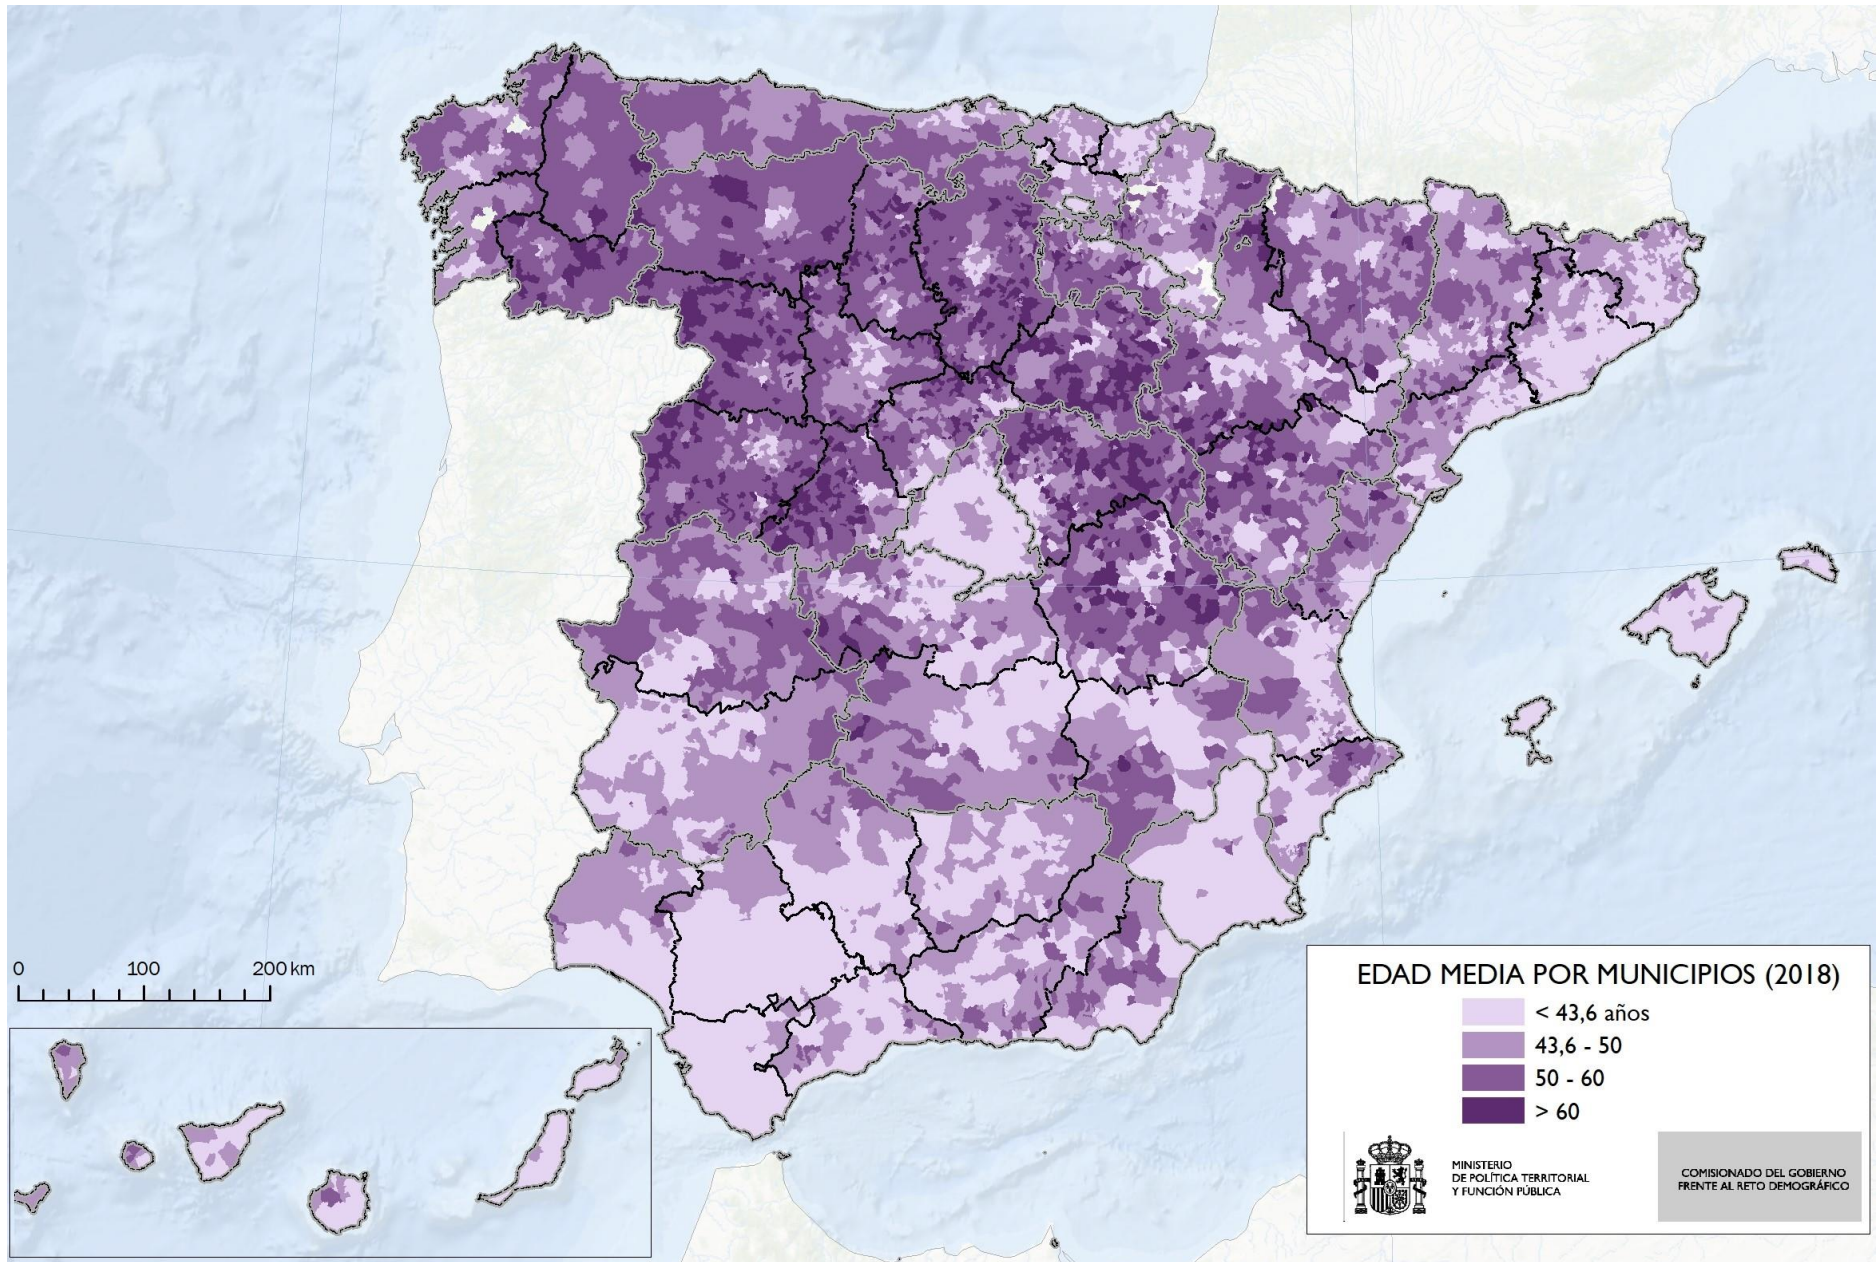 0 100 200 km
EDAD MEDIA POR MUNICIPIOS (2018)
< 43,6 años
43,6 - 50
50 - 60
> 60
MINISTERIO
DE POLÍTICA TERRITORIAL
Y FUNCIÓN PÚBLICA
COMISIONADO DEL GOBIERNO
FRENTE AL RETO DEMOGRÁFICO